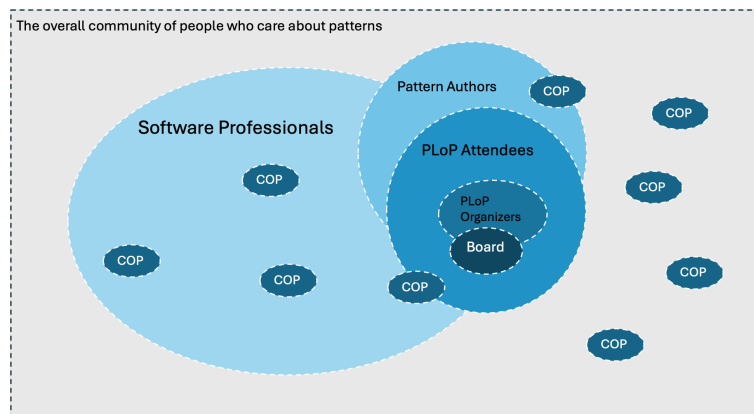 The overall community of people who care about patterns
Pattern Authors
COP
COP
Software Professionals
PLoP Attendees
COP
COP
PLoP
Organizers
Board
COP
COP
COP
COP
COP